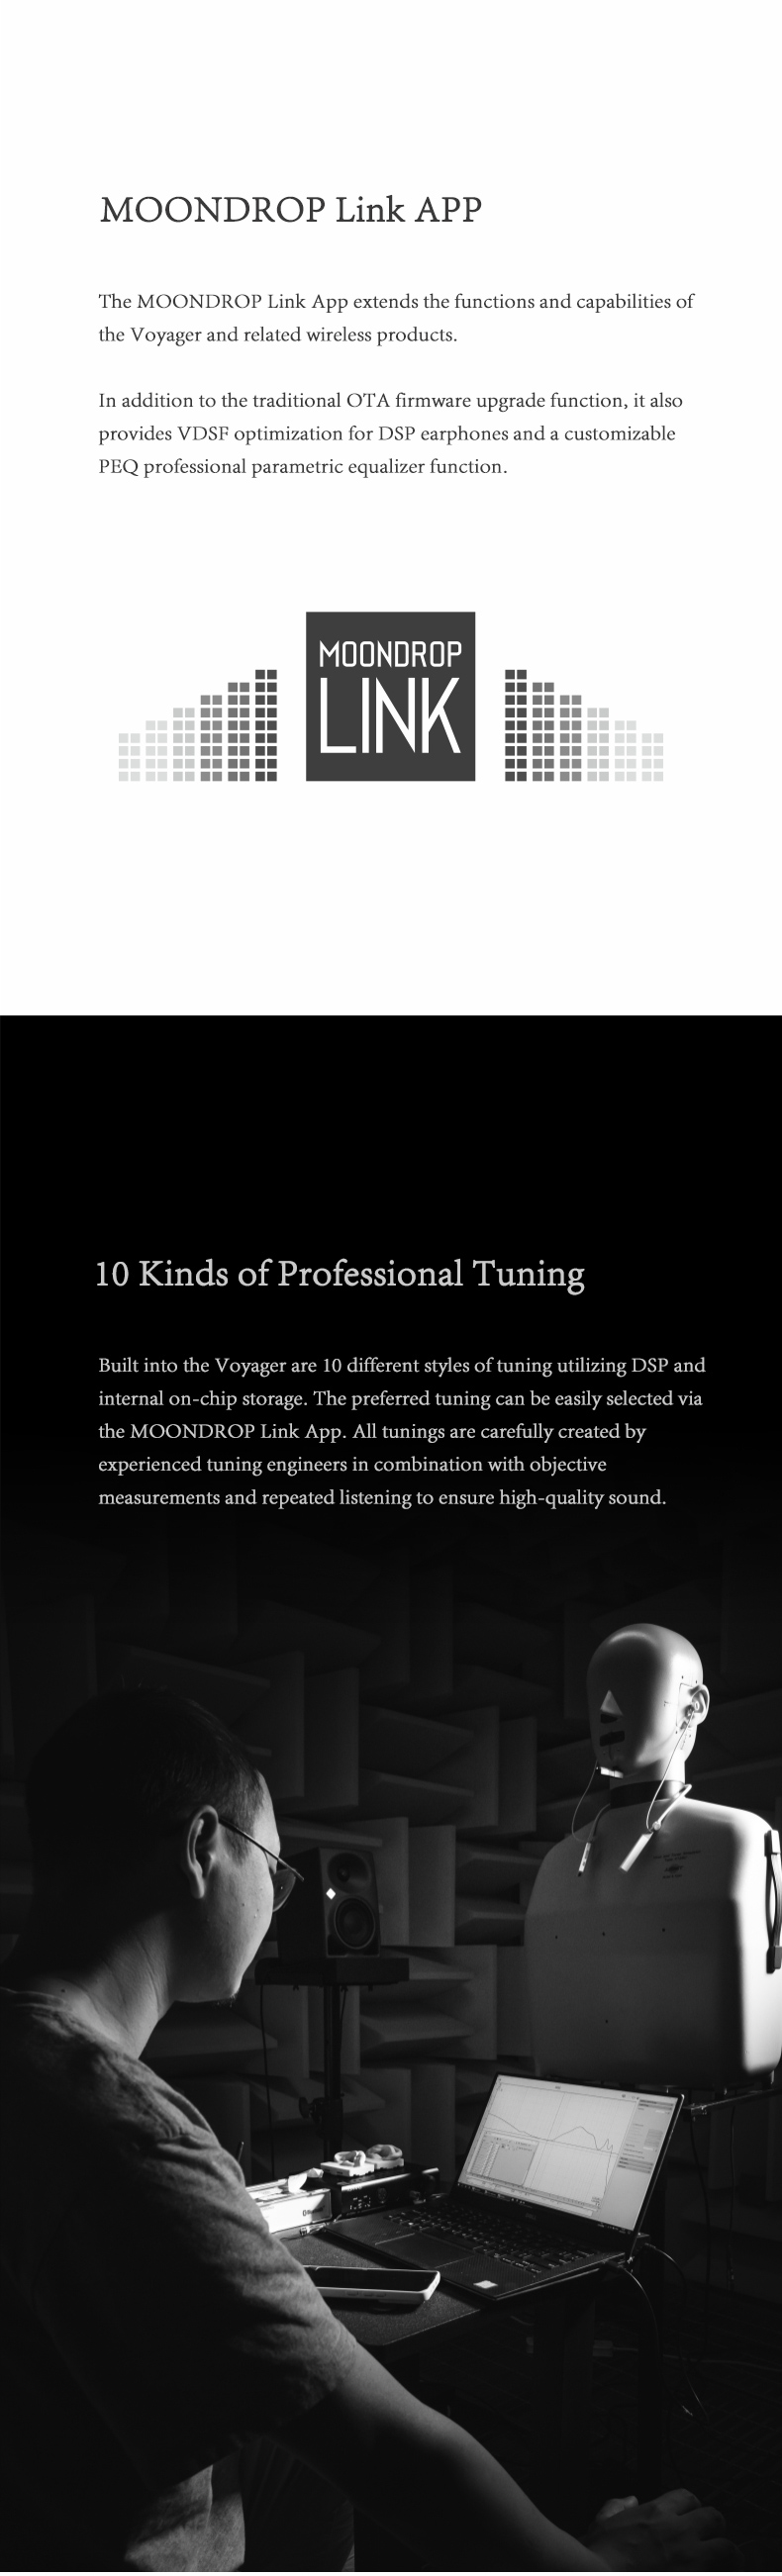 MOONDROP Link APP
The MOONDROP Link App extends the functions and capabilities of
the Voyager and related wireless products.
In addition to the traditional OTA firmware upgrade function, it also
provides VDSF optimization for DSP earphones and a customizable
PEQ professional parametric equalizer function.
MOONDROP
LINK
10 Kinds of Professional Tuning
Built into the Voyager are 10 different styles of tuning utilizing DSP and
internal on-chip storage. The preferred tuning can be easily selected via
the MOONDROP Link App. All tunings are carefully created by
experienced tuning engineers in combination with objective
measurements and repeated listening to ensure high-quality sound.